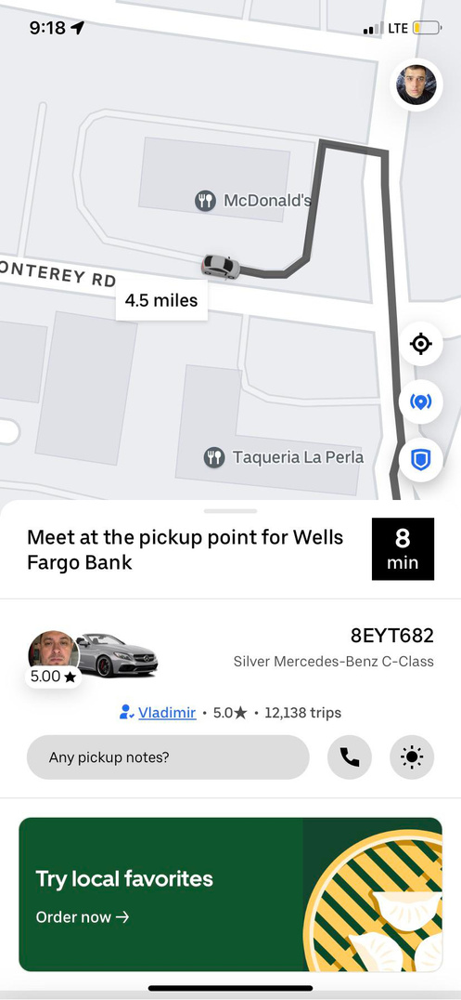 9:18
LTE
McDonald's
ONTEREY RD
4.5 miles
Taqueria La Perla
Meet at the pickup point for Wells
Fargo Bank
8
min
8EYT682
Silver Mercedes-Benz C-Class
5.00 ★
Vladimir • 5.0★ • 12,138 trips
Any pickup notes?
Try local favorites
Order now →